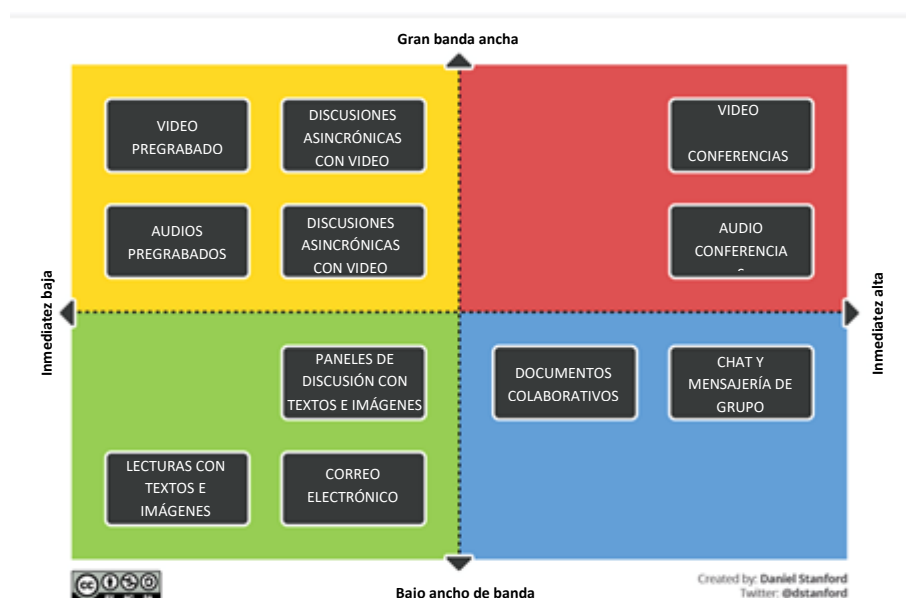 Gran banda ancha
VIDEO
PREGRABADO
DISCUSIONES
ASINCRÓNICAS
CON VIDEO
VIDEO
CONFERENCIAS
AUDIOS
PREGRABADOS
DISCUSIONES
ASINCRÓNICAS
CON VIDEO
AUDIO
CONFERENCIA
Inmediatez baja
Inmediatez alta
PANELES DE
DISCUSIÓN CON
TEXTOS E IMÁGENES
DOCUMENTOS
COLABORATIVOS
CHAT Y
MENSAJERÍA DE
GRUPO
LECTURAS CON
TEXTOS E
IMÁGENES
CORREO
ELECTRÓNICO
cc
Bajo ancho de banda
Created by: Daniel Stanford
Twitter: @dstanford